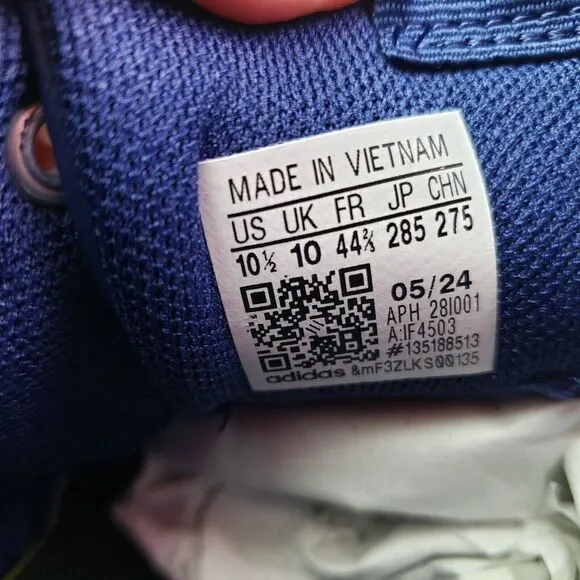 MADE IN VIETNAM
US UK FR JP CHN
10½ 10 44⅔ 285 275
05/24
APH 28I001
A:IF4503
#135188513
adidas &mF3ZLKS00135